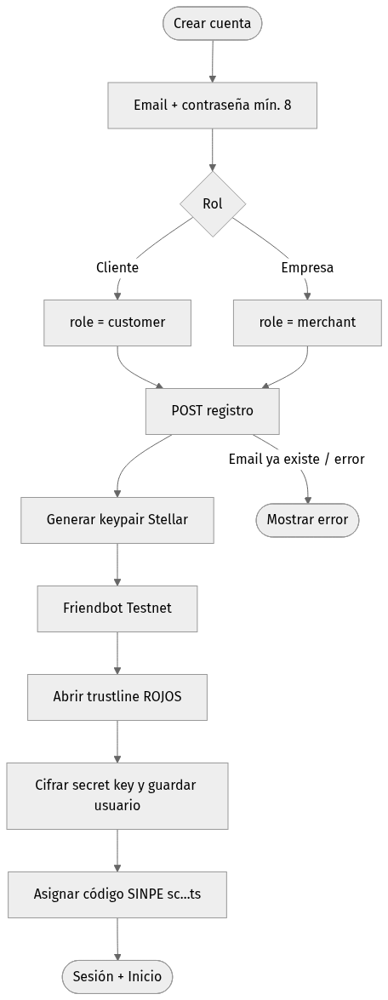 Crear cuenta
Email + contraseña mín. 8
Rol
Cliente
Empresa
role = customer
role = merchant
POST registro
Email ya existe / error
Generar keypair Stellar
Mostrar error
Friendbot Testnet
Abrir trustline ROJOS
Cifrar secret key y guardar
usuario
Asignar código SINPE sc...ts
Sesión + Inicio